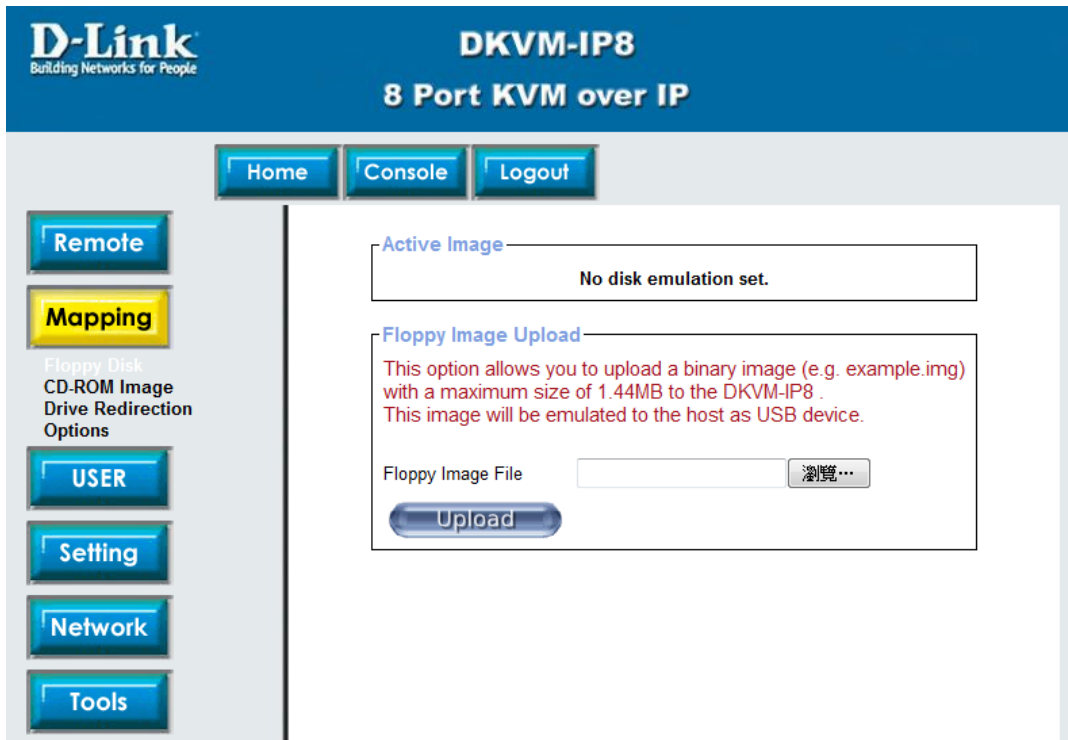 D-Link
Building Networks for People
DKVM-IP8
8 Port KVM over IP
Home
Console
Logout
Remote
Mapping
Floppy Disk
CD-ROM Image
Drive Redirection
Options
USER
Setting
Network
Tools
Active Image
No disk emulation set.
Floppy Image Upload
This option allows you to upload a binary image (e.g. example.img)
with a maximum size of 1.44MB to the DKVM-IP8 .
This image will be emulated to the host as USB device.
Floppy Image File
瀏覽…
Upload